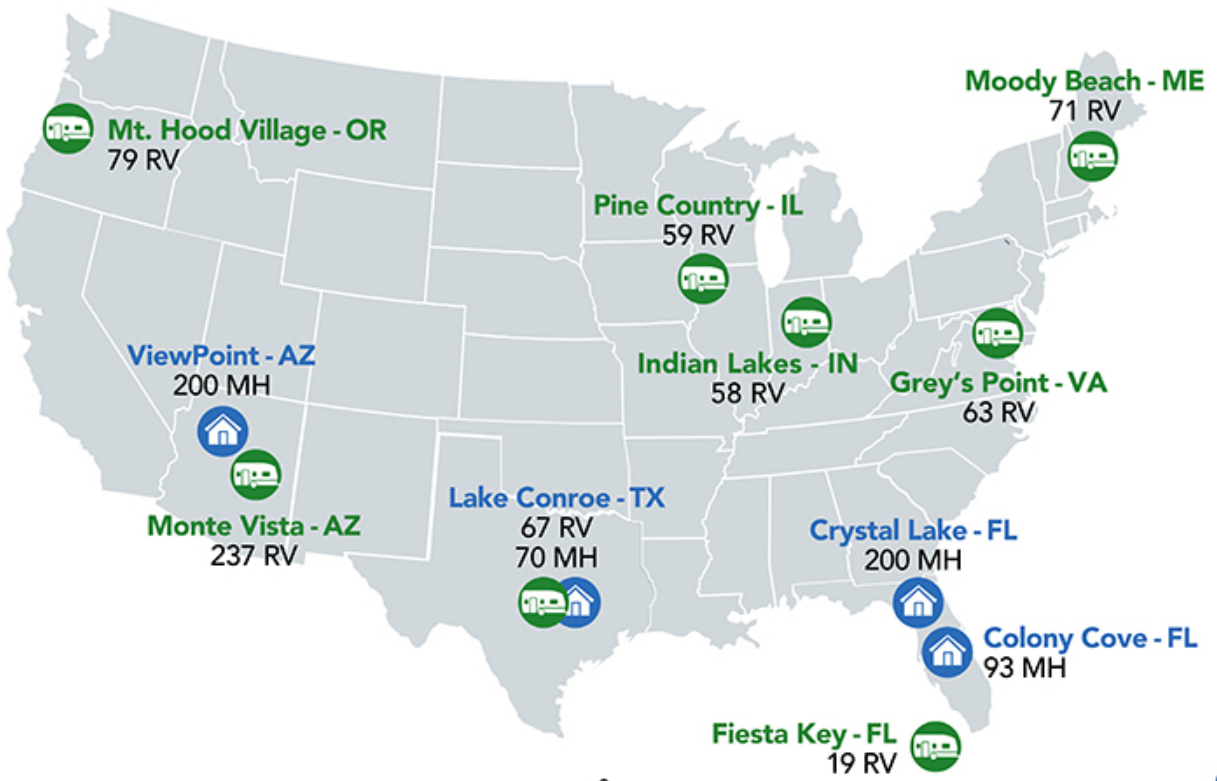 Moody Beach - ME
71 RV
Mt. Hood Village - OR
79 RV
Pine Country - IL
59 RV
ViewPoint - AZ
200 MH
Indian Lakes - IN
58 RV
Grey's Point - VA
63 RV
Monte Vista - AZ
237 RV
Lake Conroe - TX
67 RV
70 MH
Crystal Lake - FL
200 MH
Colony Cove - FL
93 MH
Fiesta Key - FL
19 RV